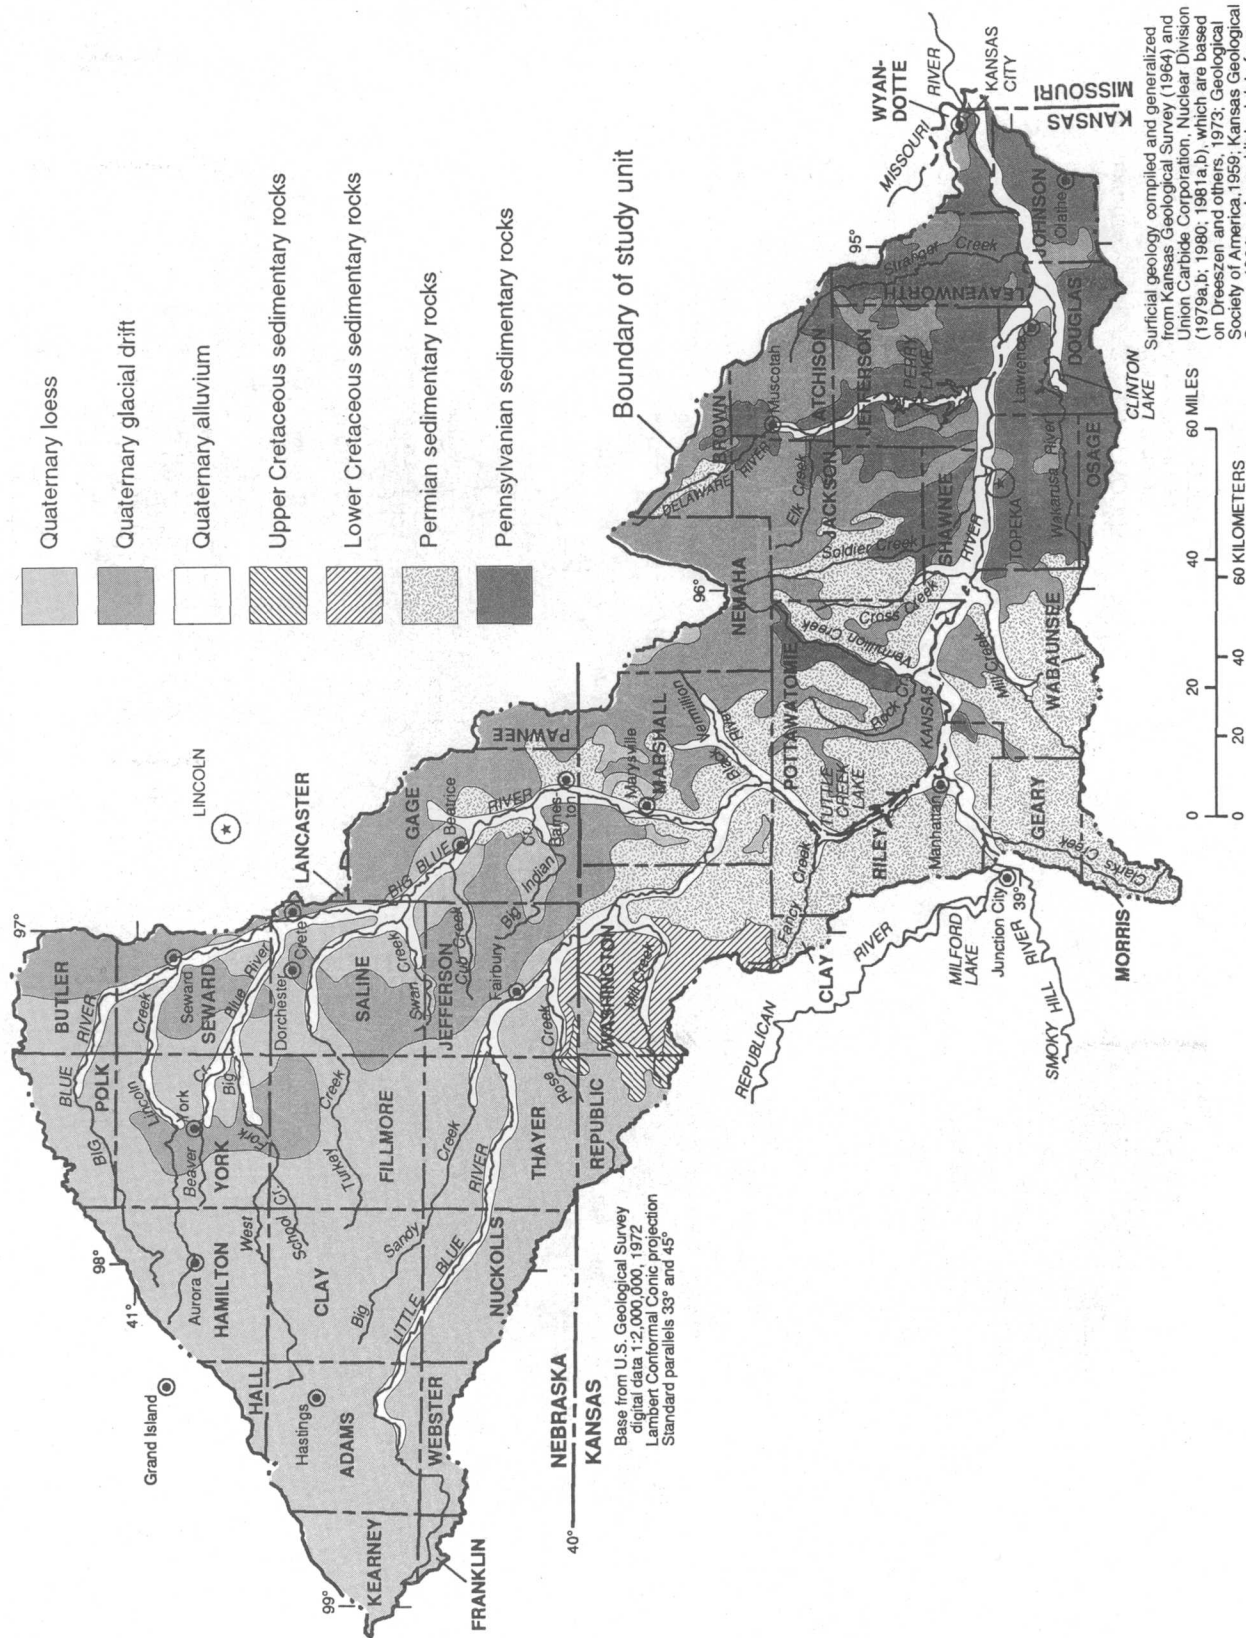 Quaternary loess
Quaternary glacial drift
Quaternary alluvium
Upper Cretaceous sedimentary rocks
Lower Cretaceous sedimentary rocks
Permian sedimentary rocks
Pennsylvanian sedimentary rocks
Boundary of study unit
Grand Island
LINCOLN
LANCASTER
99°
98°
97°
96°
95°
41°
40°
39°
KEARNEY
FRANKLIN
HALL
Hastings
ADAMS
WEBSTER
Aurora
HAMILTON
CLAY
NUCKOLLS
West
School Cr.
Big
Sandy
Creek
LITTLE
BLUE
RIVER
POLK
BUTLER
BIG
BLUE
RIVER
Lincoln
Creek
York
Beaver
Cr.
YORK
Fork
Big
Blue
River
Seward
SEWARD
Dorchester
Crete
Turkey
Creek
FILLMORE
SALINE
Swan
Creek
THAYER
JEFFERSON
Cub Creek
Fairbury
Big
Indian
Cr.
GAGE
Beatrice
BIG BLUE
RIVER
Barnes-
ton
PAWNEE
NEBRASKA
KANSAS
REPUBLIC
Rose
Creek
WASHINGTON
Mill Creek
Marysville
MARSHALL
Black
Vermillion
River
NEMAHA
BROWN
DELAWARE
RIVER
Muscotah
ATCHISON
Elk Creek
JACKSON
Soldier Creek
JEFFERSON
PERRY
LAKE
LEAVENWORTH
Stranger
Creek
WYAN-
DOTTE
MISSOURI
RIVER
KANSAS
CITY
KANSAS
MISSOURI
JOHNSON
Olathe
DOUGLAS
Lawrence
CLINTON
LAKE
OSAGE
Wakarusa River
SHAWNEE
TOPEKA
RIVER
KANSAS
POTTAWATOMIE
Vermillion Creek
Cross Creek
Rock Cr.
WABAUNSEE
Mill Creek
TUTTLE
CREEK
LAKE
RILEY
Fancy
Creek
Manhattan
CLAY
GEARY
Clarks Creek
MORRIS
REPUBLICAN
RIVER
MILFORD
LAKE
Junction City
SMOKY
HILL
RIVER
Base from U.S. Geological Survey
digital data 1:2,000,000, 1972
Lambert Conformal Conic projection
Standard parallels 33° and 45°
0 20 40 60 MILES
0 20 40 60 KILOMETERS
Surficial geology compiled and generalized
from Kansas Geological Survey (1964) and
Union Carbide Corporation, Nuclear Division
(1979a,b; 1980; 1981a,b), which are based
on Dreeszen and others, 1973; Geological
Society of America, 1959; Kansas Geological